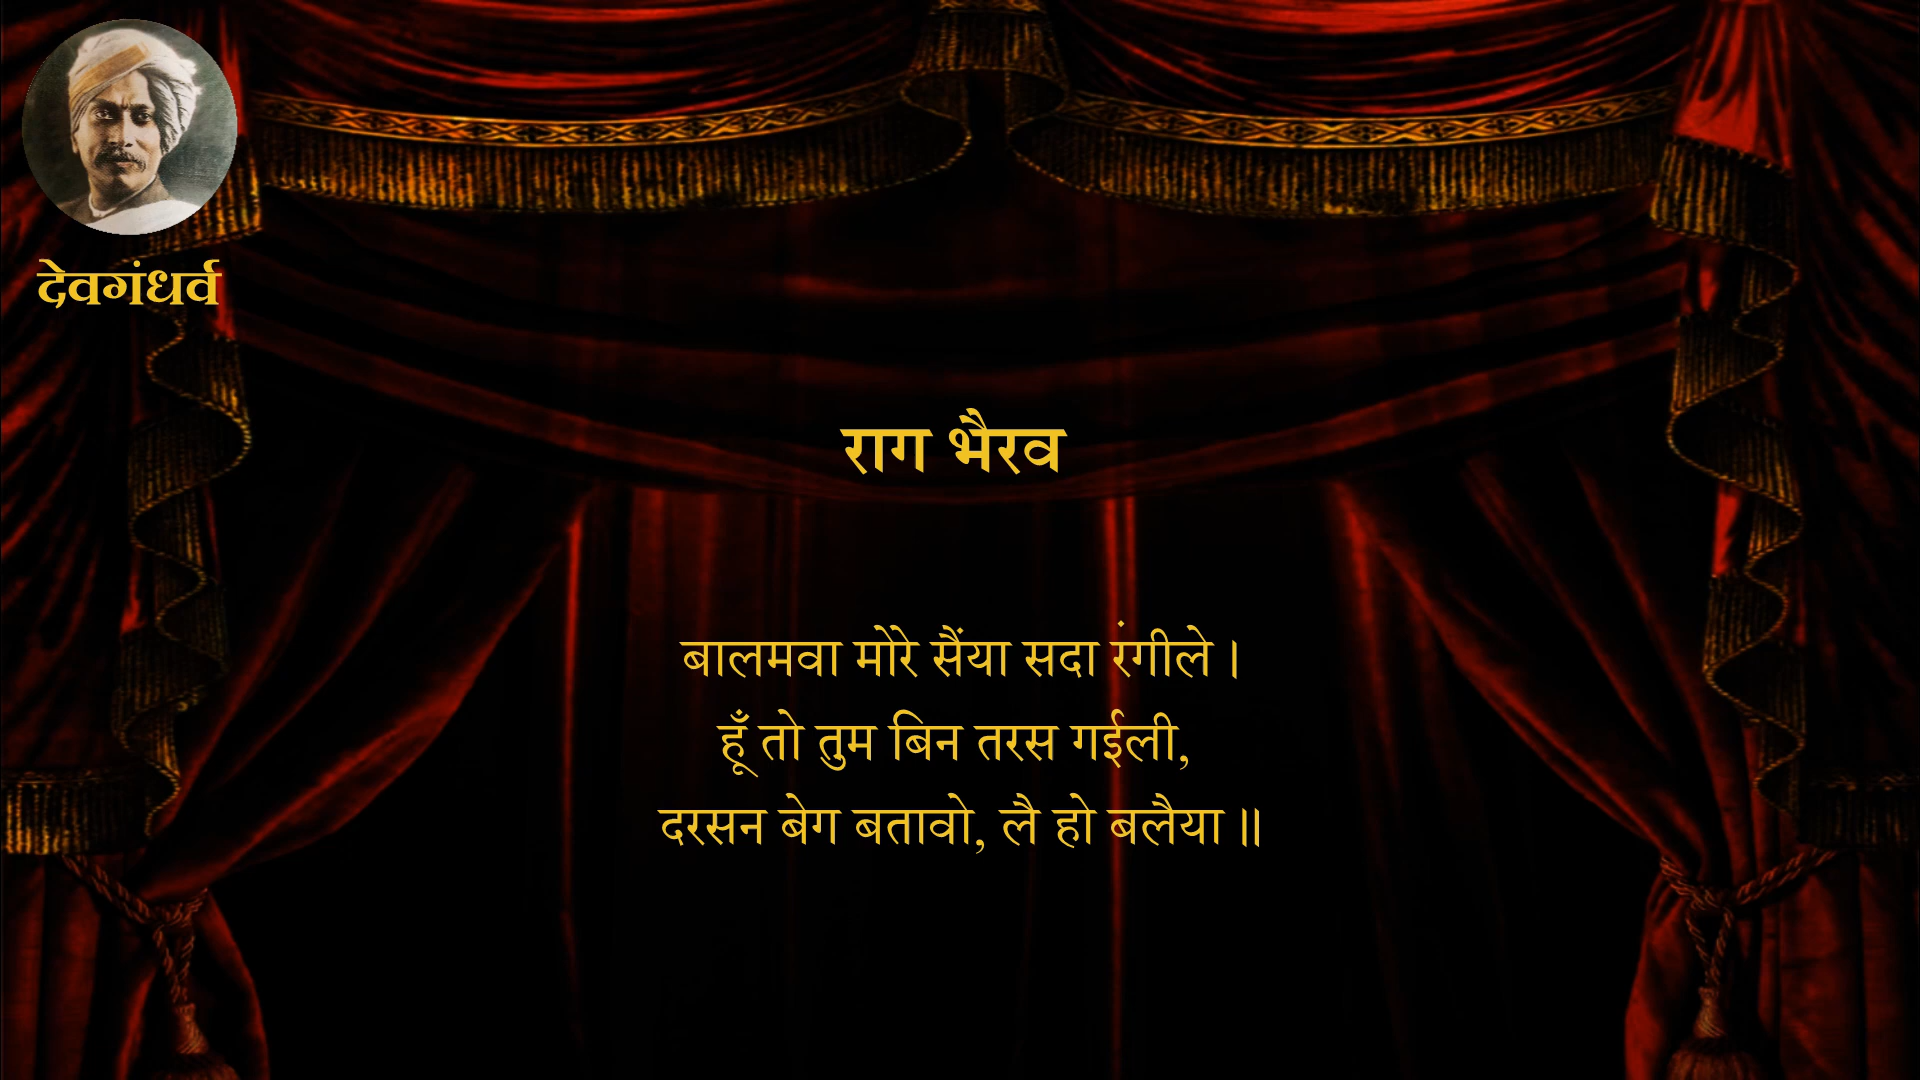 देवगंधर्व
राग भैरव
बालमवा मोरे सैंया सदा रंगीले ।
हूँ तो तुम बिन तरस गईली,
दरसन बेग बतावो, लै हो बलैया ॥